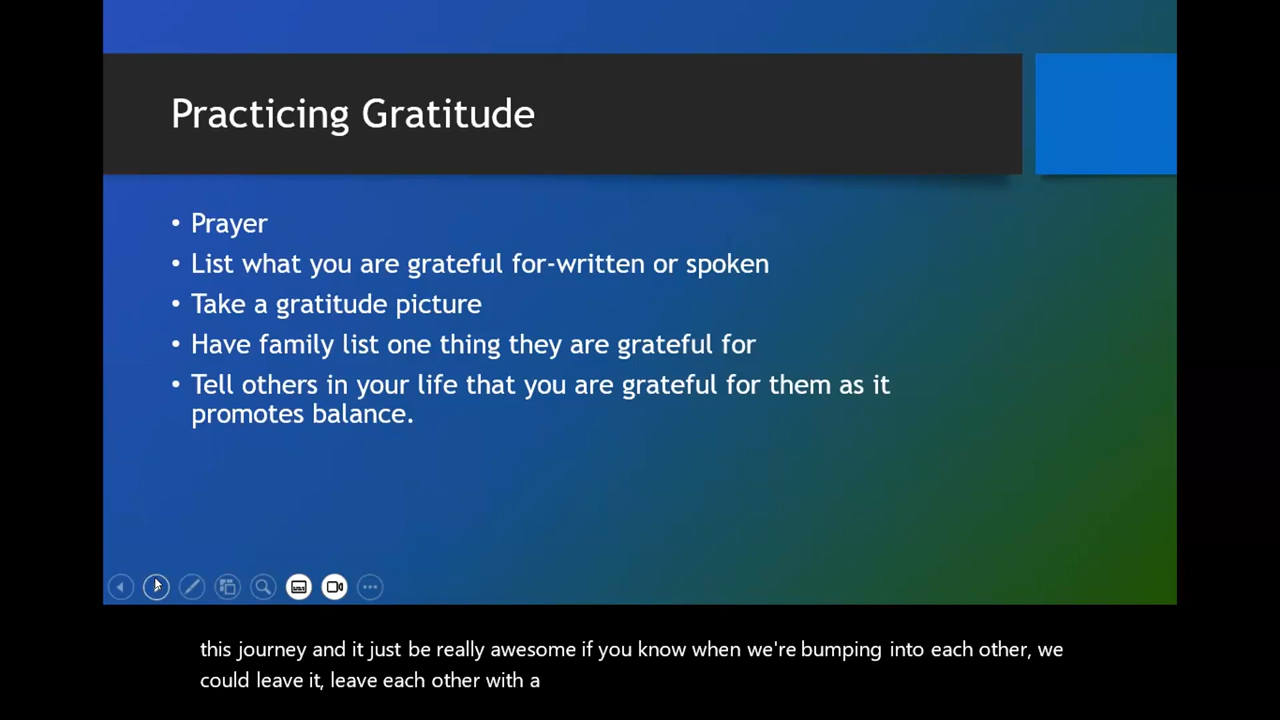 Practicing Gratitude
• Prayer
• List what you are grateful for-written or spoken
• Take a gratitude picture
• Have family list one thing they are grateful for
• Tell others in your life that you are grateful for them as it
promotes balance.
this journey and it just be really awesome if you know when we're bumping into each other, we
could leave it, leave each other with a